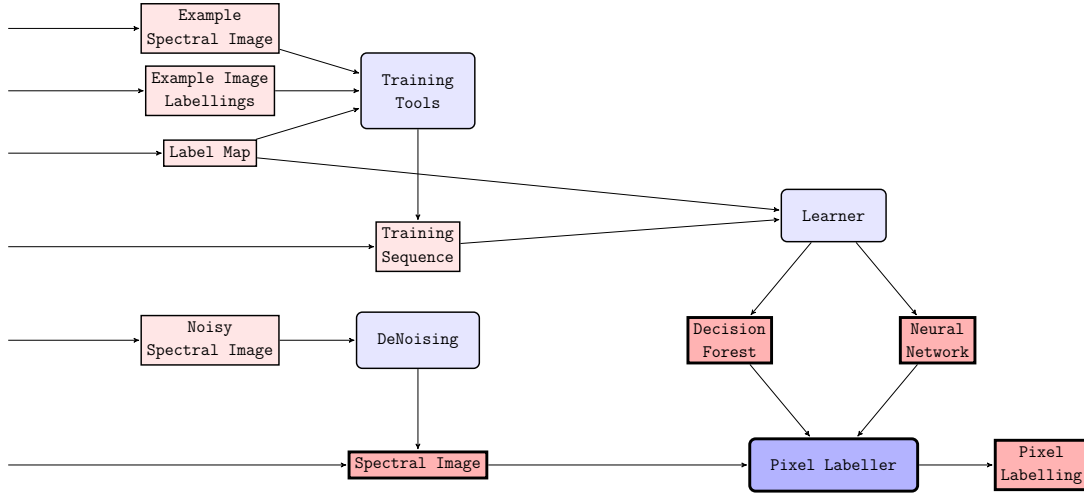 Example
Spectral Image
Example Image
Labellings
Training
Tools
Label Map
Learner
Training
Sequence
Noisy
Spectral Image
DeNoising
Decision
Forest
Neural
Network
Spectral Image
Pixel Labeller
Pixel
Labelling